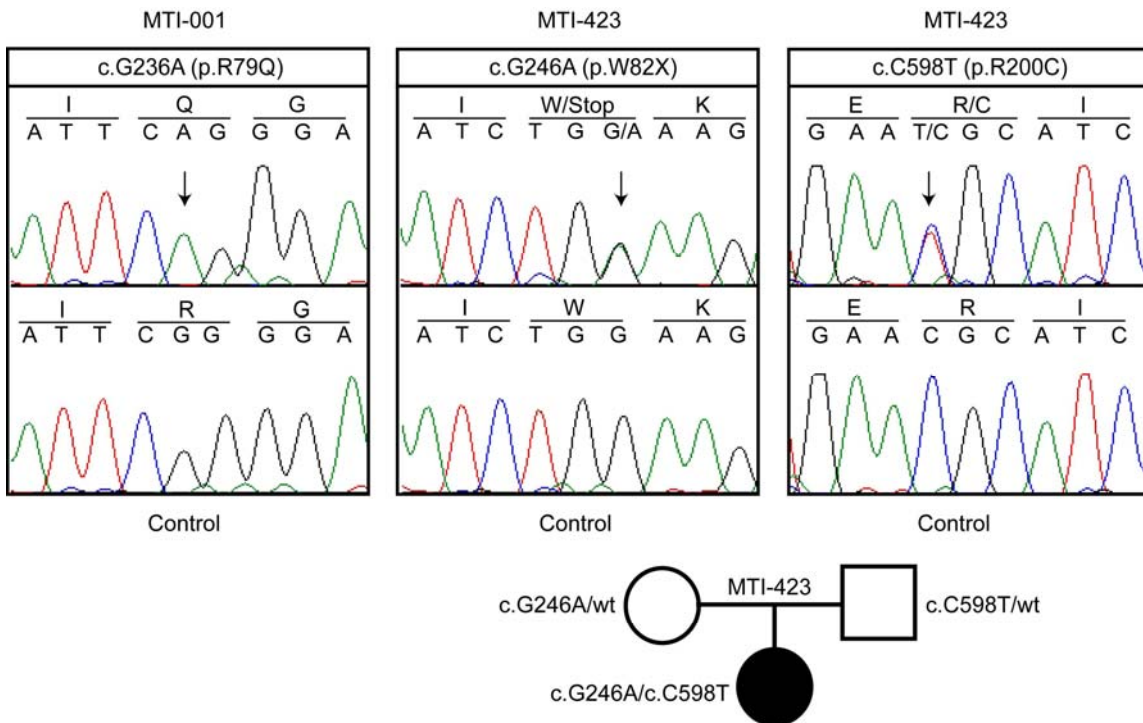 MTI-001
c.G236A (p.R79Q)
I Q G
A T T C A G G G A
I R G
A T T C G G G G A
Control
MTI-423
c.G246A (p.W82X)
I W/Stop K
A T C T G G/A A A G
I W K
A T C T G G A A G
Control
MTI-423
c.C598T (p.R200C)
E R/C I
G A A T/C G C A T C
E R I
G A A C G C A T C
Control
MTI-423
c.G246A/wt
c.C598T/wt
c.G246A/c.C598T